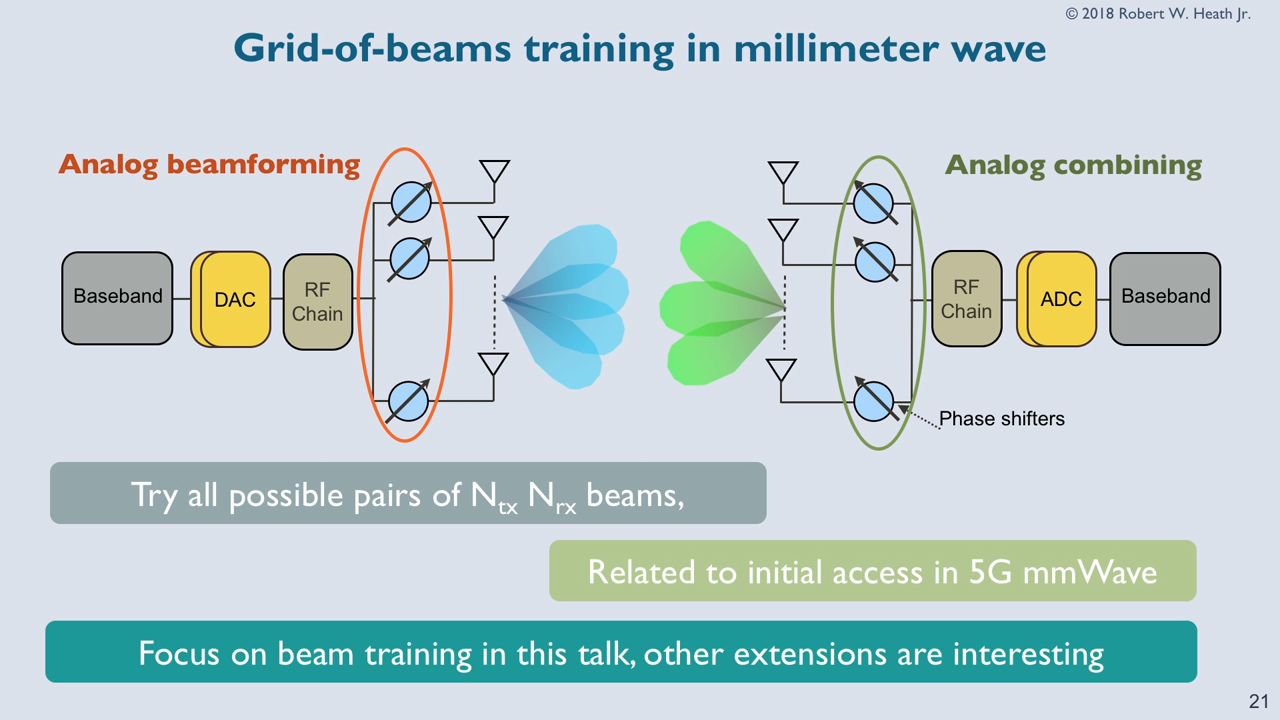 © 2018 Robert W. Heath Jr.
Grid-of-beams training in millimeter wave
Analog beamforming
Analog combining
Baseband
DAC
RF
Chain
RF
Chain
ADC
Baseband
Phase shifters
Try all possible pairs of Ntx Nrx beams,
Related to initial access in 5G mmWave
Focus on beam training in this talk, other extensions are interesting
21